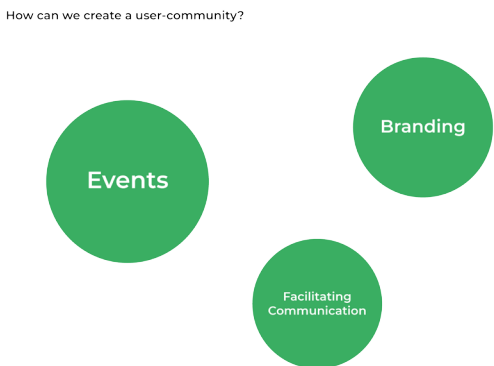 How can we create a user-community?
Branding
Events
Facilitating
Communication